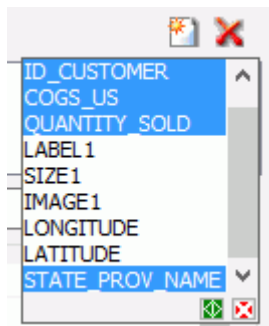 ID_CUSTOMER
COGS_US
QUANTITY_SOLD
LABEL1
SIZE1
IMAGE1
LONGITUDE
LATITUDE
STATE_PROV_NAME